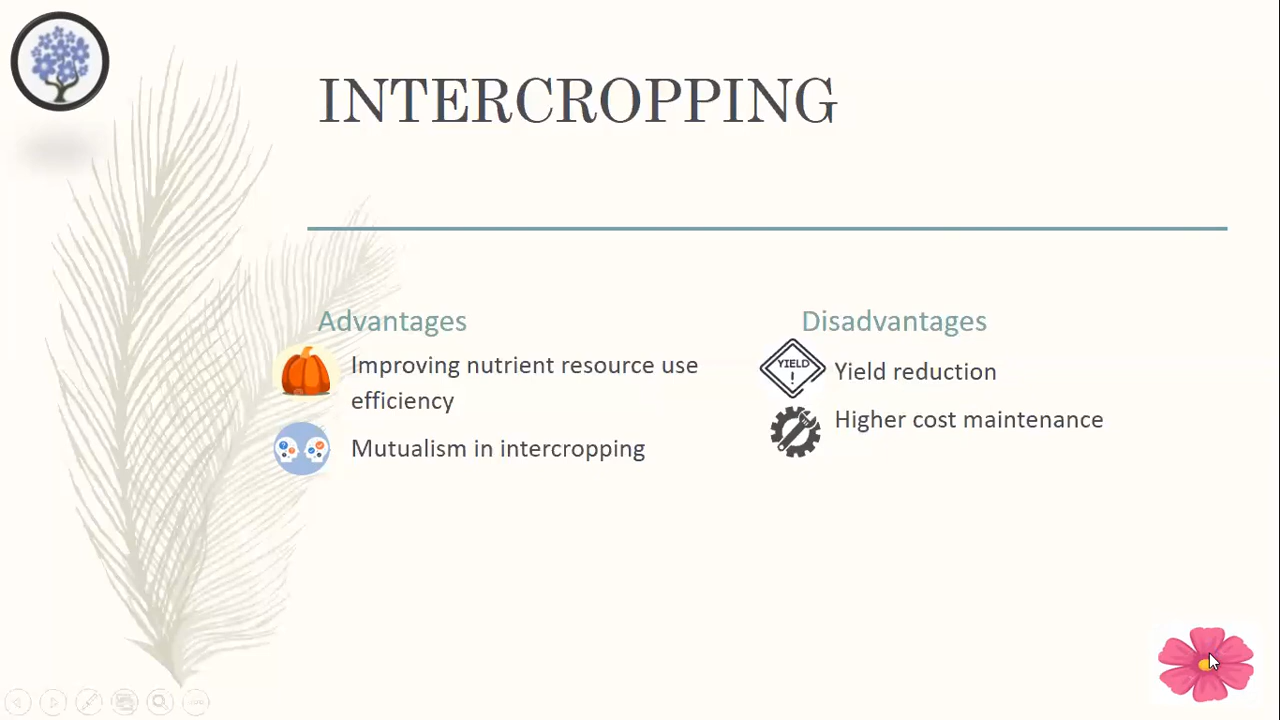 INTERCROPPING
Advantages
Improving nutrient resource use
efficiency
Mutualism in intercropping
Disadvantages
YIELD
!
Yield reduction
Higher cost maintenance